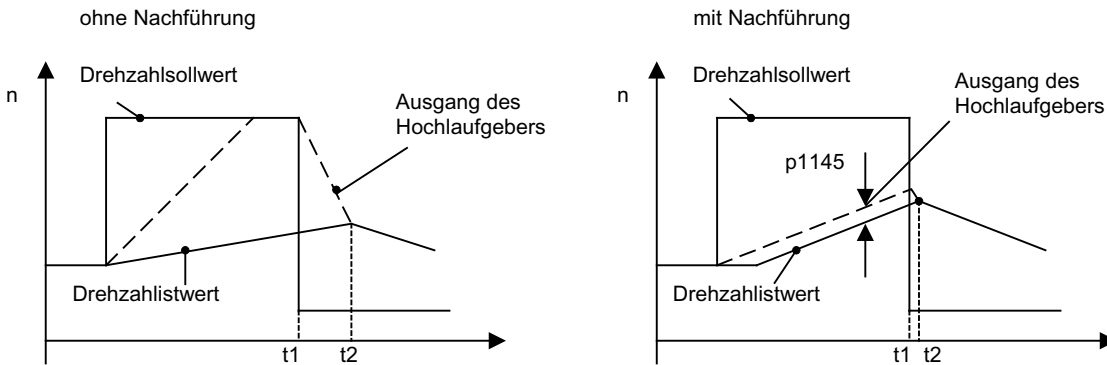 ohne Nachführung
Drehzahlsollwert
n
Ausgang des
Hochlaufgebers
Drehzahlistwert
t1
t2
mit Nachführung
Drehzahlsollwert
n
Ausgang des
Hochlaufgebers
p1145
Drehzahlistwert
t1
t2